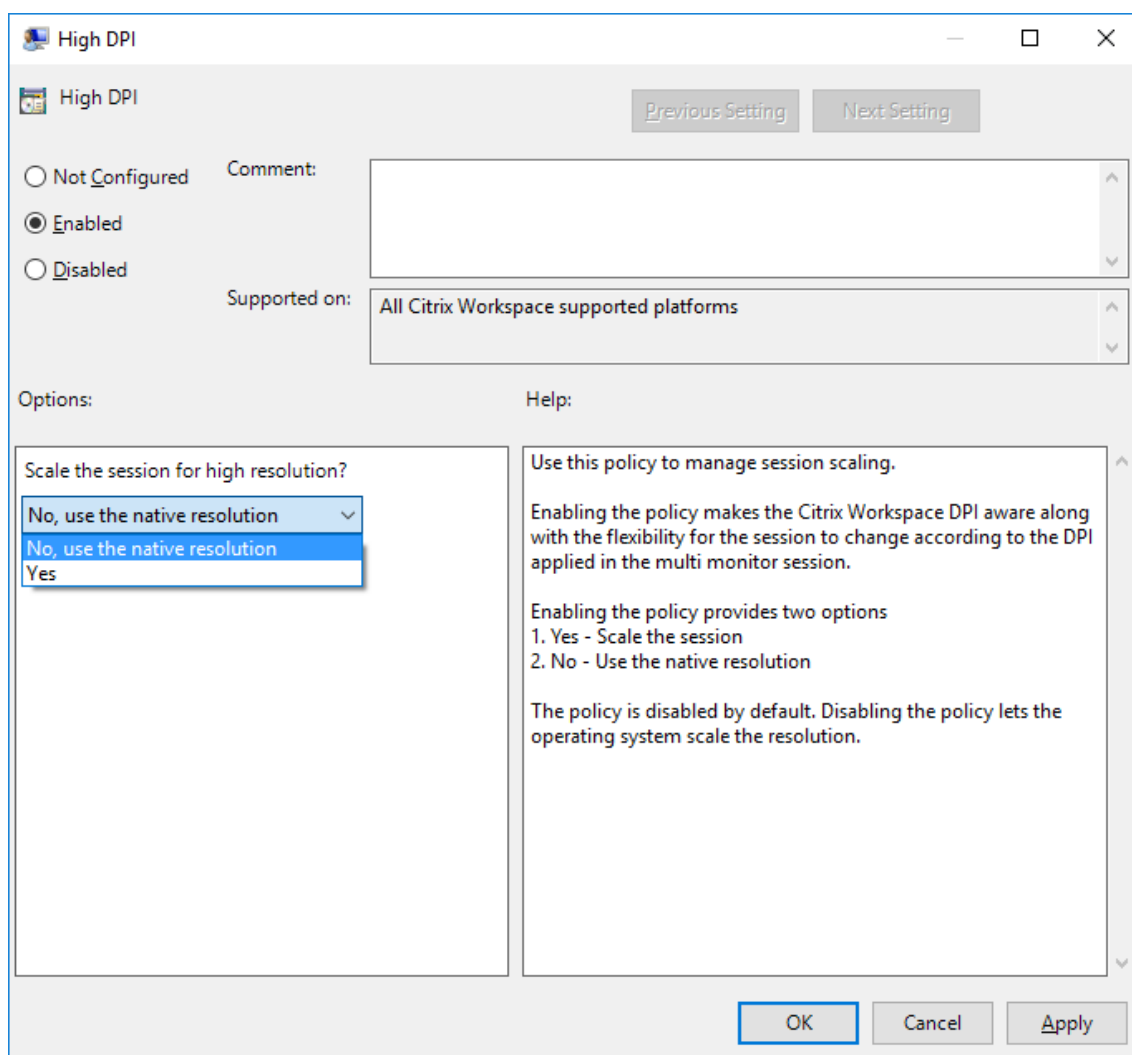 High DPI
High DPI
Previous Setting
Next Setting
Not Configured
Comment:
Enabled
Disabled
Supported on:
All Citrix Workspace supported platforms
Options:
Help:
Scale the session for high resolution?
No, use the native resolution
No, use the native resolution
Yes
Use this policy to manage session scaling.
Enabling the policy makes the Citrix Workspace DPI aware along
with the flexibility for the session to change according to the DPI
applied in the multi monitor session.
Enabling the policy provides two options
1. Yes - Scale the session
2. No - Use the native resolution
The policy is disabled by default. Disabling the policy lets the
operating system scale the resolution.
OK
Cancel
Apply